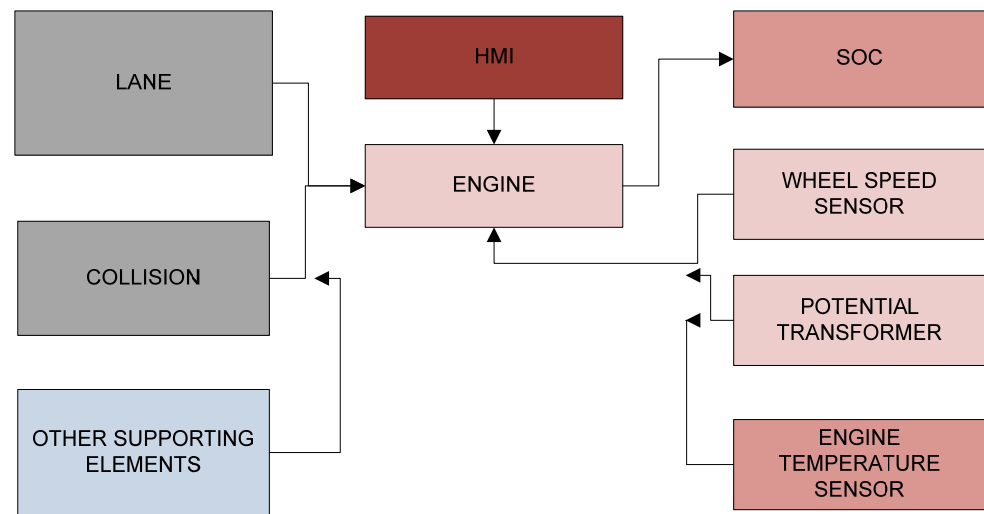 LANE
HMI
SOC
ENGINE
WHEEL SPEED
SENSOR
COLLISION
POTENTIAL
TRANSFORMER
OTHER SUPPORTING
ELEMENTS
ENGINE
TEMPERATURE
SENSOR